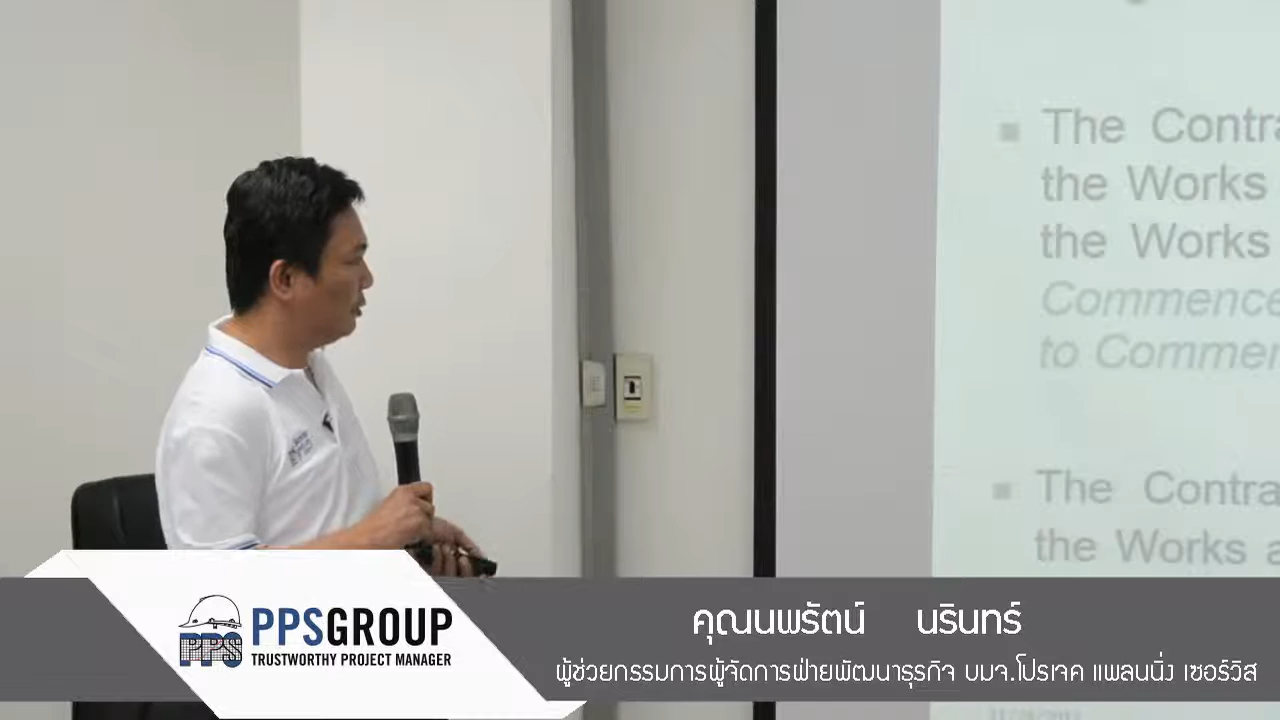 The Contra
the Works
the Works
Commence
to Commen
The Contra
the Works a
PPS PPSGROUP
TRUSTWORTHY PROJECT MANAGER
คุณนพรัตน์ นรินทร์
ผู้ช่วยกรรมการผู้จัดการฝ่ายพัฒนาธุรกิจ บมจ.โปรเจค แพลนนิ่ง เซอร์วิส